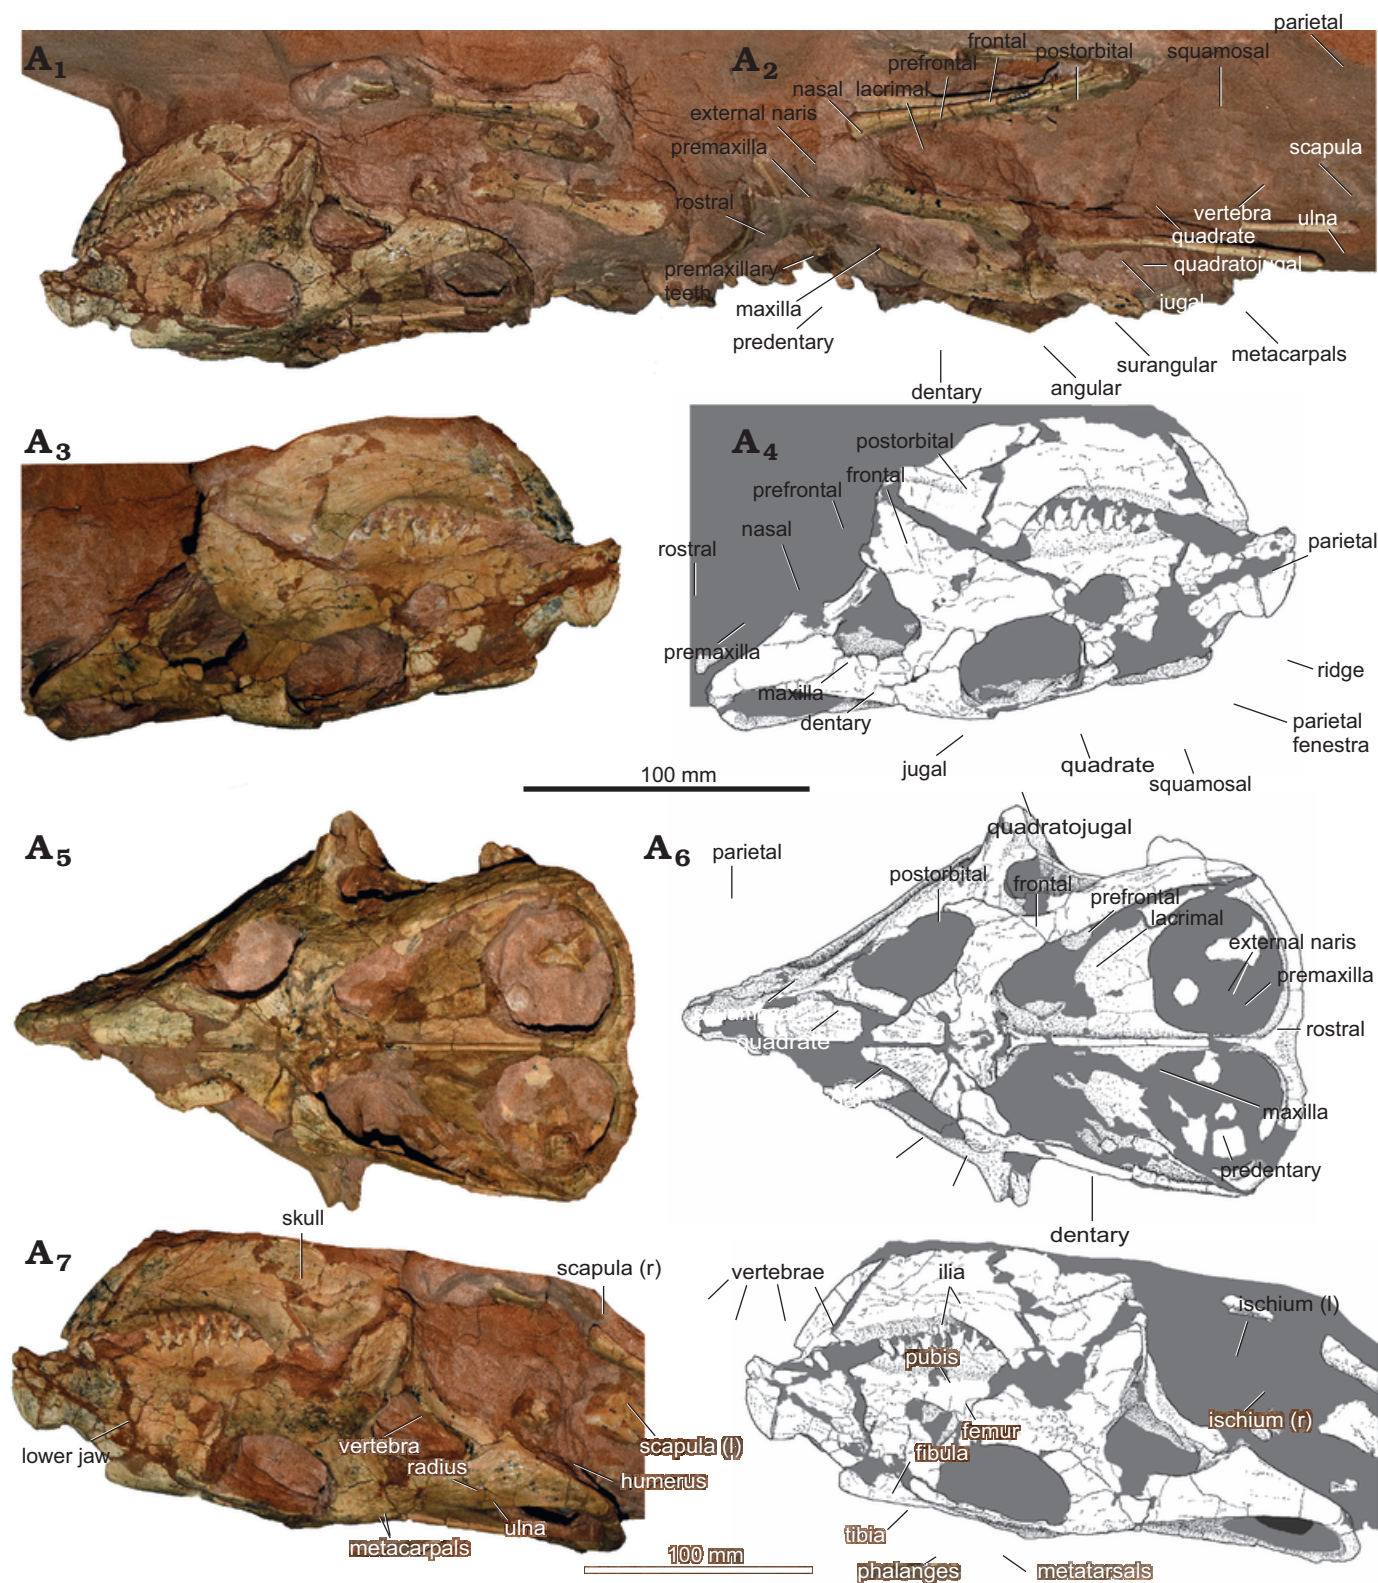 parietal
A1
A2
frontal
postorbital
squamosal
prefrontal
nasal
lacrimal
external naris
premaxilla
scapula
rostral
vertebra
ulna
quadrate
premaxillary
teeth
quadratojugal
maxilla
jugal
predentary
metacarpals
surangular
dentary
angular
A3
A4
postorbital
frontal
prefrontal
nasal
rostral
parietal
premaxilla
ridge
maxilla
dentary
parietal
fenestra
jugal
quadrate
squamosal
100 mm
quadratojugal
A5
A6
parietal
postorbital
frontal
prefrontal
lacrimal
external naris
premaxilla
squamosal
rostral
quadrate
maxilla
predentary
skull
dentary
A7
scapula (r)
vertebrae
ilia
ischium (l)
pubis
ischium (r)
femur
lower jaw
vertebra
scapula (l)
fibula
radius
humerus
ulna
tibia
metacarpals
100 mm
phalanges
metatarsals